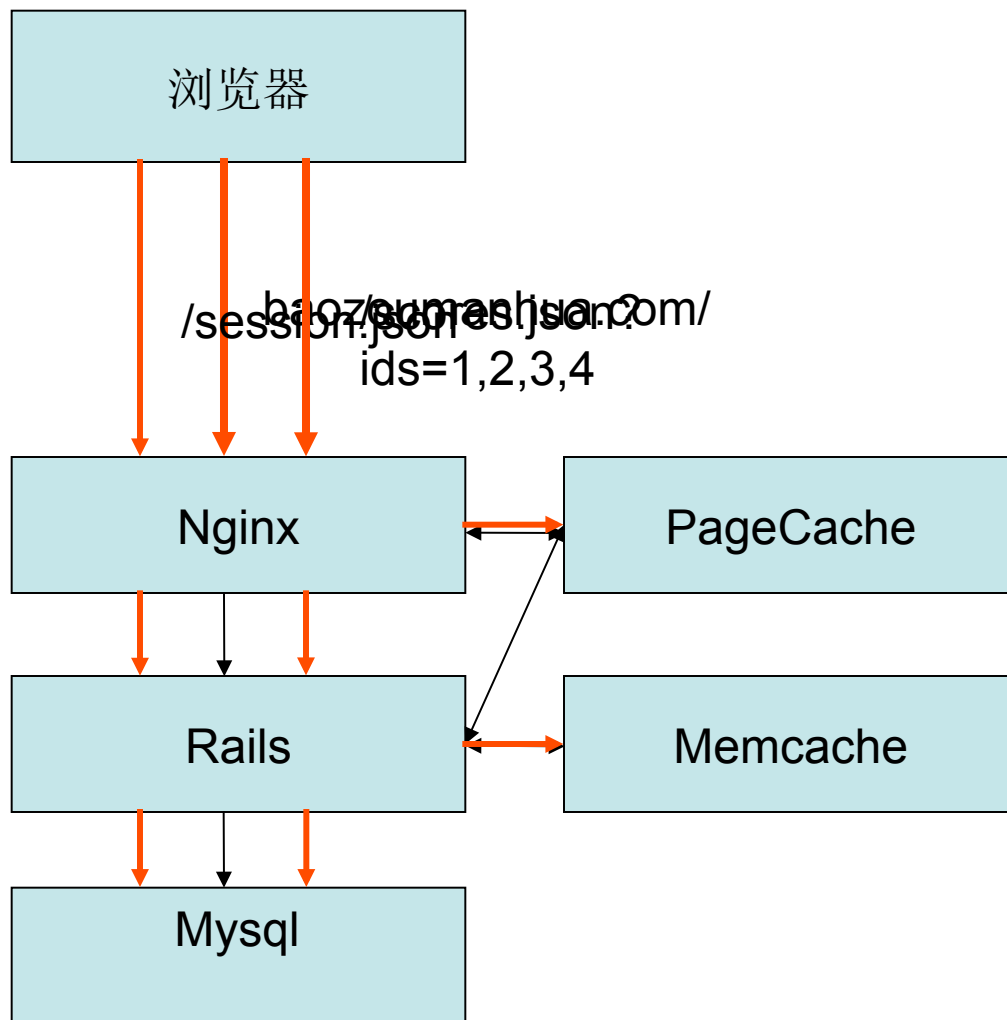 浏览器
baozoumanhua.com/
/session.json
/scores.json?
ids=1,2,3,4
Nginx
PageCache
Rails
Memcache
Mysql